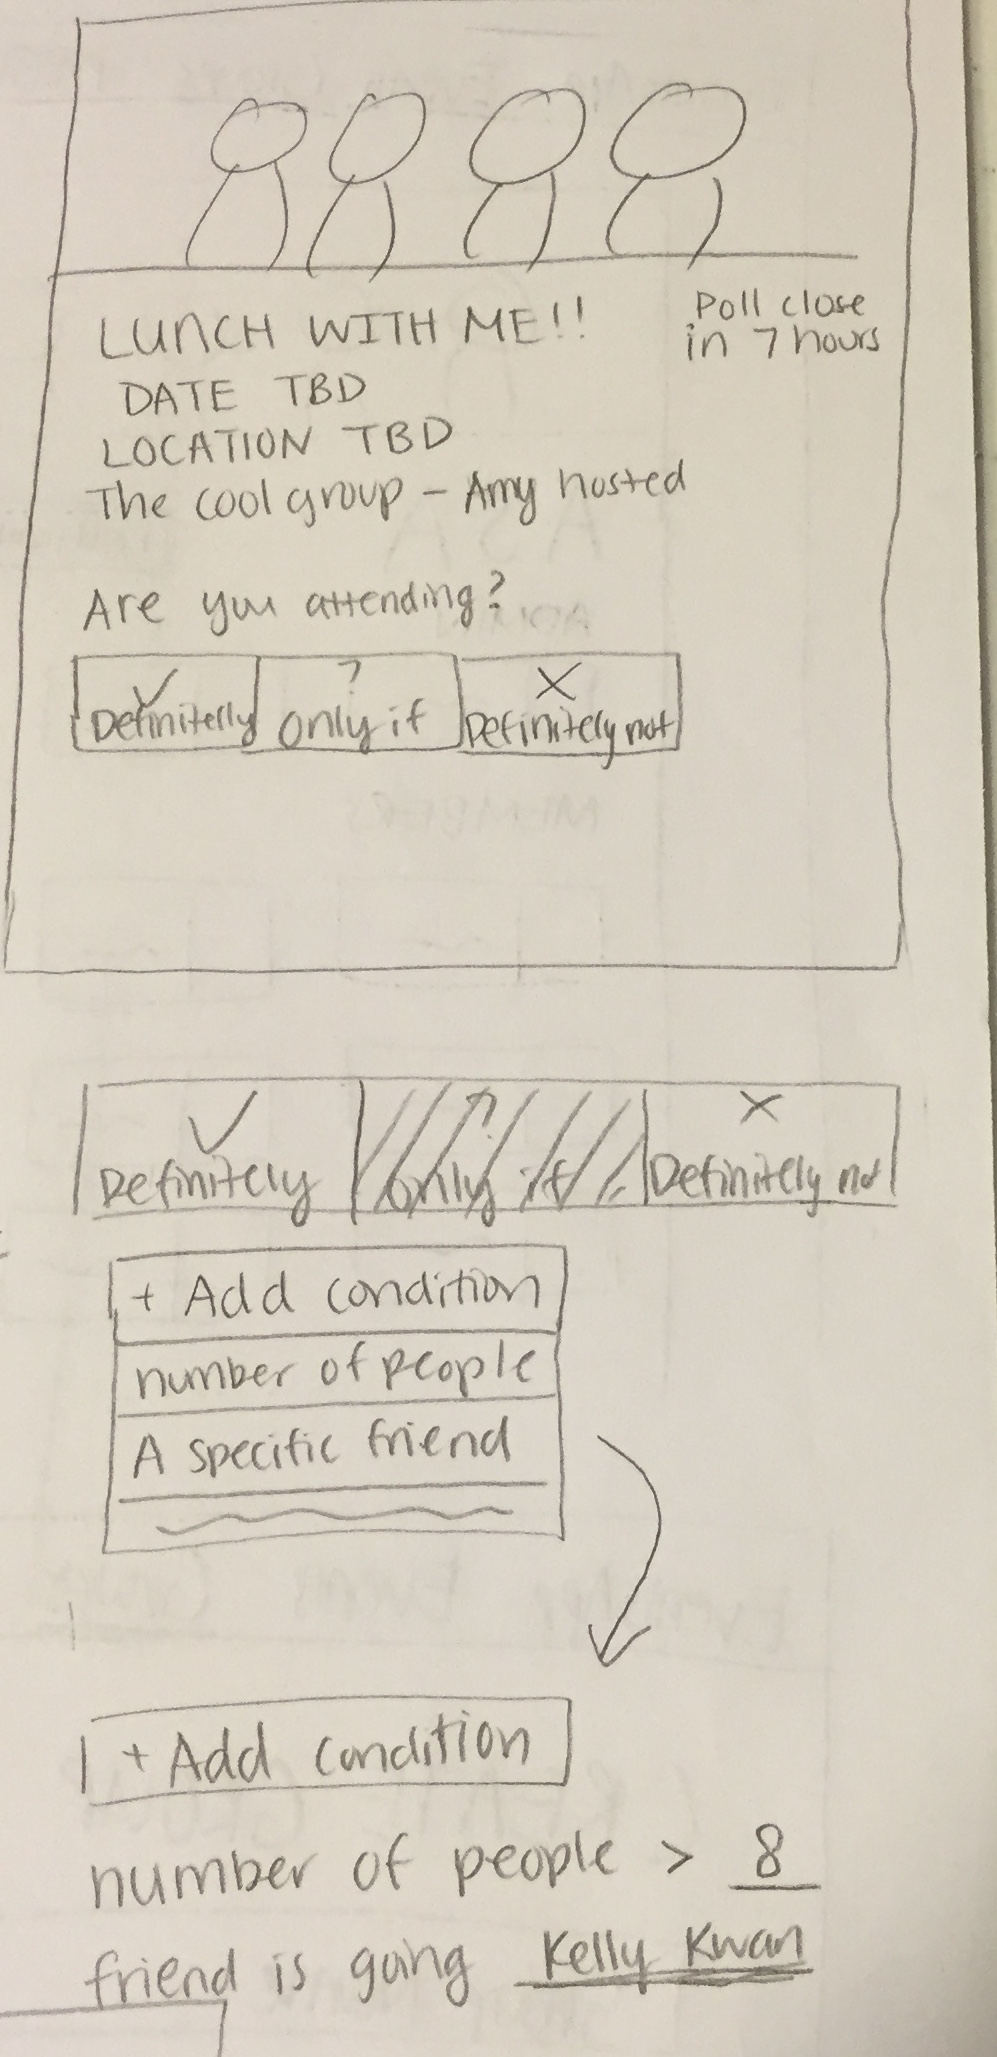 LUNCH WITH ME!!
Poll close
in 7 hours
DATE TBD
LOCATION TBD
The cool group - Amy hosted
Are you attending?
✓ ? X
Definitelly only if Definitely not
✓ ? X
Definitely only if Definitely not
+ Add condition
number of people
A specific friend
+ Add condition
number of people > 8
friend is going Kelly Kwan